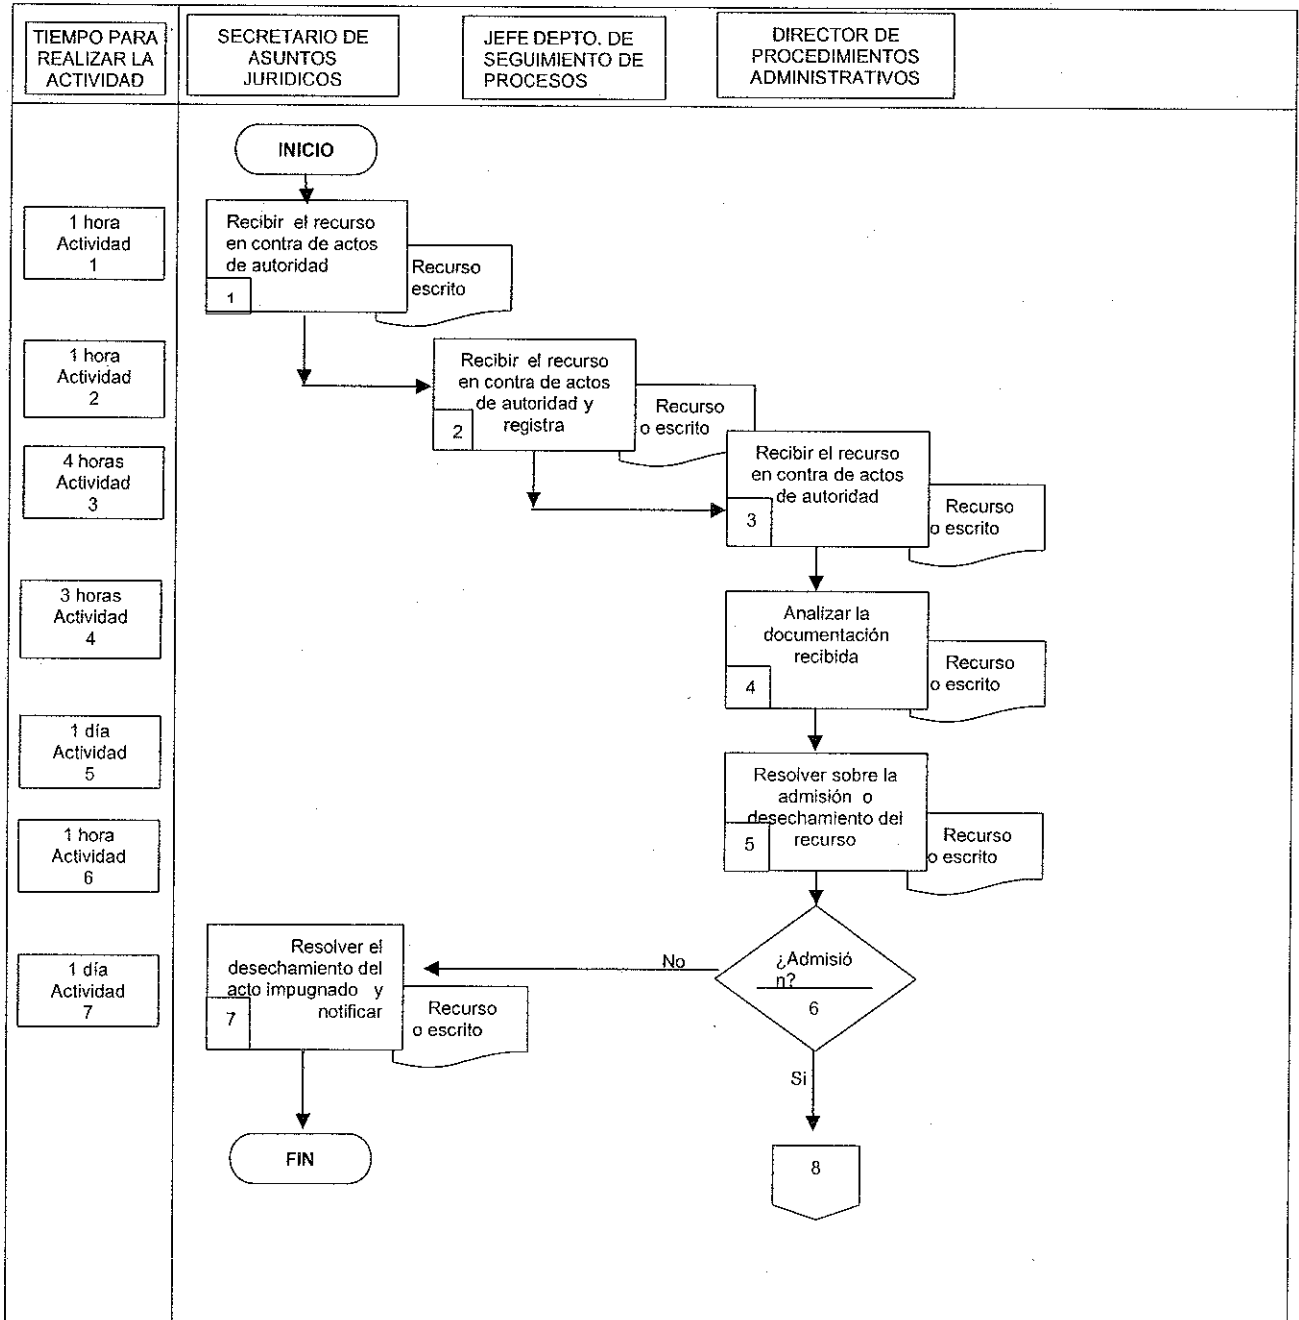 TIEMPO PARA
REALIZAR LA
ACTIVIDAD
SECRETARIO DE
ASUNTOS
JURIDICOS
JEFE DEPTO. DE
SEGUIMIENTO DE
PROCESOS
DIRECTOR DE
PROCEDIMIENTOS
ADMINISTRATIVOS
INICIO
1 hora
Actividad
1
Recibir el recurso
en contra de actos
de autoridad
1
Recurso
escrito
1 hora
Actividad
2
Recibir el recurso
en contra de actos
de autoridad y
registra
2
Recurso
o escrito
4 horas
Actividad
3
Recibir el recurso
en contra de actos
de autoridad
3
Recurso
o escrito
3 horas
Actividad
4
Analizar la
documentación
recibida
4
Recurso
o escrito
1 día
Actividad
5
Resolver sobre la
admisión o
desechamiento del
recurso
5
Recurso
o escrito
1 hora
Actividad
6
¿Admisió
n?
6
No
Si
1 día
Actividad
7
Resolver el
desechamiento del
acto impugnado y
notificar
7
Recurso
o escrito
FIN
8